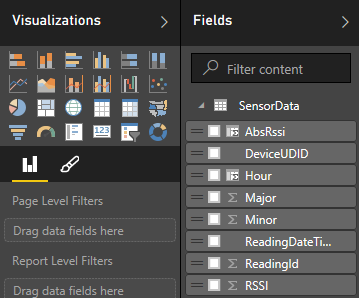 Visualizations
Fields
Filter content
SensorData
AbsRssi
DeviceUDID
Hour
Major
Minor
ReadingDateTi...
ReadingId
RSSI
Page Level Filters
Drag data fields here
Report Level Filters
Drag data fields here